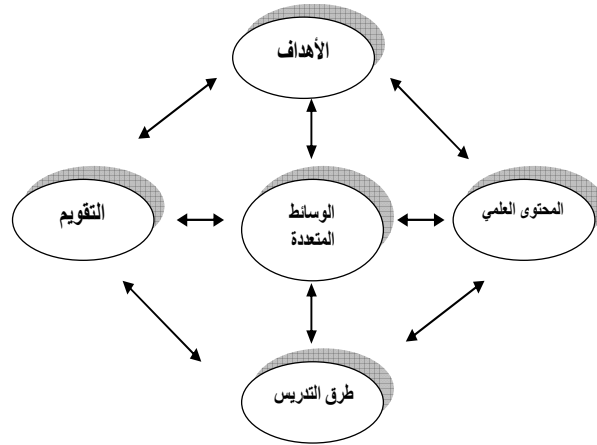 الأهداف
المحتوى العلمي
الوسائط
المتعددة
التقويم
طرق التدريس